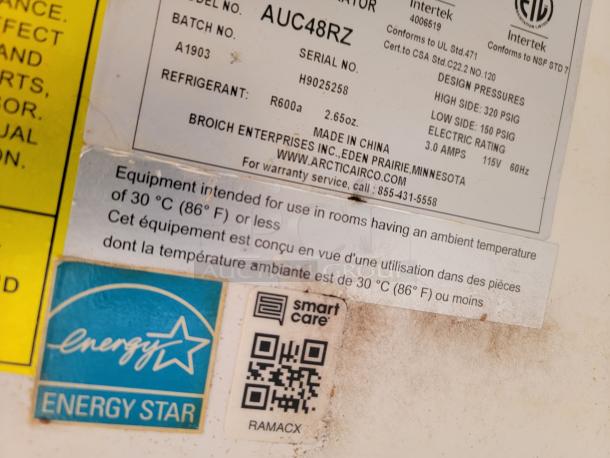 ANCE.
FFECT
AND
RTS,
SOR.
UAL
ON.
ND
MODEL NO. AUC48RZ
BATCH NO.
A1903
SERIAL NO.
H9025258
REFRIGERANT: R600a 2.65oz.
MADE IN CHINA
BROICH ENTERPRISES INC.,EDEN PRAIRIE,MINNESOTA
WWW.ARCTICAIRCO.COM
For warranty service, call : 855-431-5558
Intertek
4006519
Conforms to UL Std.471
Cert.to CSA Std.C22.2 NO.120
Intertek
Conforms to NSF STD 7
DESIGN PRESSURES
HIGH SIDE: 320 PSIG
LOW SIDE: 150 PSIG
ELECTRIC RATING
3.0 AMPS 115V 60Hz
Equipment intended for use in rooms having an ambient temperature
of 30 °C (86° F) or less
Cet équipement est conçu en vue d'une utilisation dans des pièces
dont la température ambiante est de 30 °C (86° F) ou moins
energy
ENERGY STAR
smart
care
RAMACX